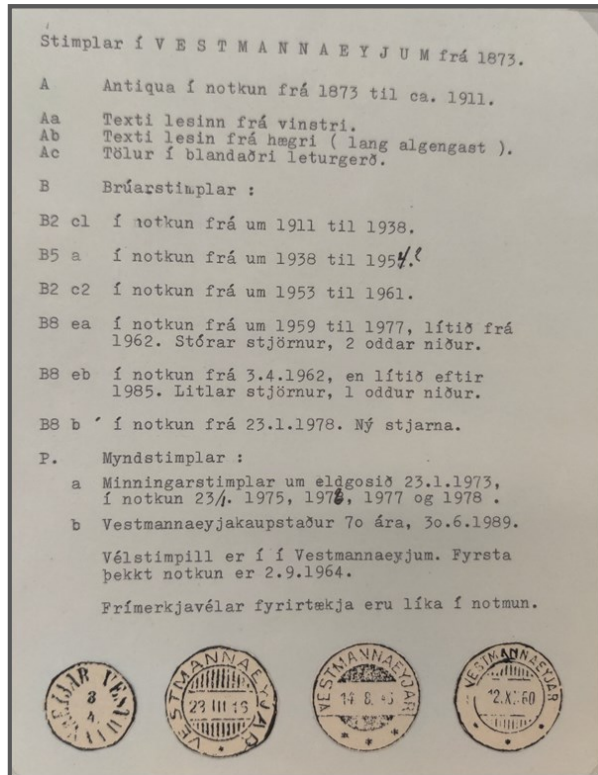 Stimplar í V E S T M A N N A E Y J U M frá 1873.
A Antiqua í notkun frá 1873 til ca. 1911.
Aa Texti lesinn frá vinstri.
Ab Texti lesin frá hægri ( lang algengast ).
Ac Tölur í blandaðri leturgerð.
B Brúarstimplar :
B2 c1 í notkun frá um 1911 til 1938.
B5 a í notkun frá um 1938 til 1954.?
B2 c2 í notkun frá um 1953 til 1961.
B8 ea í notkun frá um 1959 til 1977, lítið frá
1962. Stórar stjörnur, 2 oddar niður.
B8 eb í notkun frá 3.4.1962, en lítið eftir
1985. Litlar stjörnur, 1 oddur niður.
B8 b í notkun frá 23.1.1978. Ný stjarna.
P. Myndstimplar :
a Minningarstimplar um eldgosið 23.1.1973,
í notkun 23/1. 1975, 1976, 1977 og 1978 .
b Vestmannaeyjakaupstaður 7o ára, 3o.6.1989.
Vélstimpill er í í Vestmannaeyjum. Fyrsta
þekkt notkun er 2.9.1964.
Frímerkjavélar fyrirtækja eru líka í notmun.
VESTMANNAEYJAR
23 III 16
VESTMANNAEYJAR
VESTMANNAEYJAR